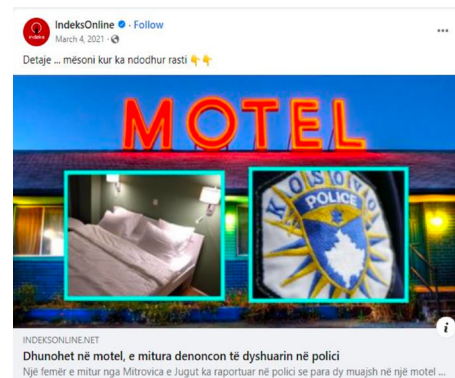 indeks
IndeksOnline · Follow
March 4, 2021 ·
Detaje ... mësoni kur ka ndodhur rasti 👇👇
MOTEL
KOSOVO
POLICE
INDEKSONLINE.NET
Dhunohet në motel, e mitura denoncon të dyshuarin në polici
Një femër e mitur nga Mitrovica e Jugut ka raportuar në polici se para dy muajsh në një motel ...